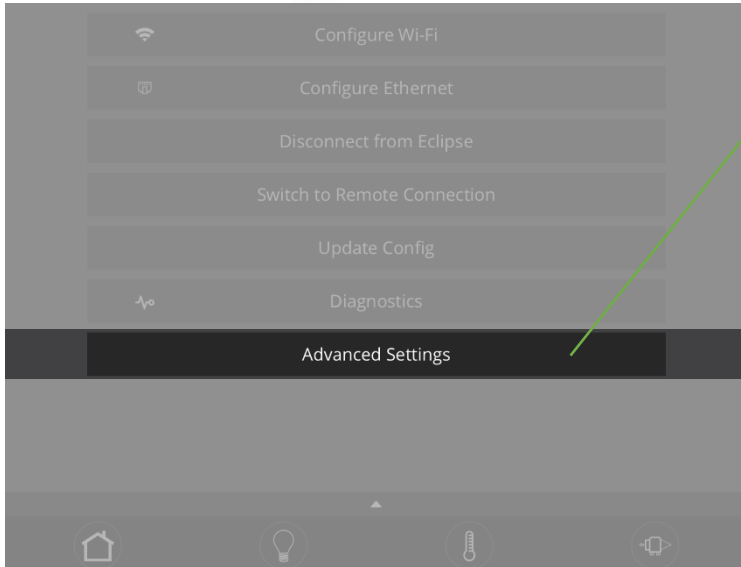 Configure Wi-Fi
Configure Ethernet
Disconnect from Eclipse
Switch to Remote Connection
Update Config
Diagnostics
Advanced Settings